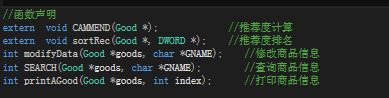 //函数声明
extern  void CAMMEND(Good *);          //推荐度计算
extern  void sortRec(Good *, DWORD *);    //推荐度排名
int modifyData(Good *goods, char *GNAME);    //修改商品信息
int SEARCH(Good *goods, char *GNAME);       //查询商品信息
int printAGood(Good *goods, int index);     //打印商品信息